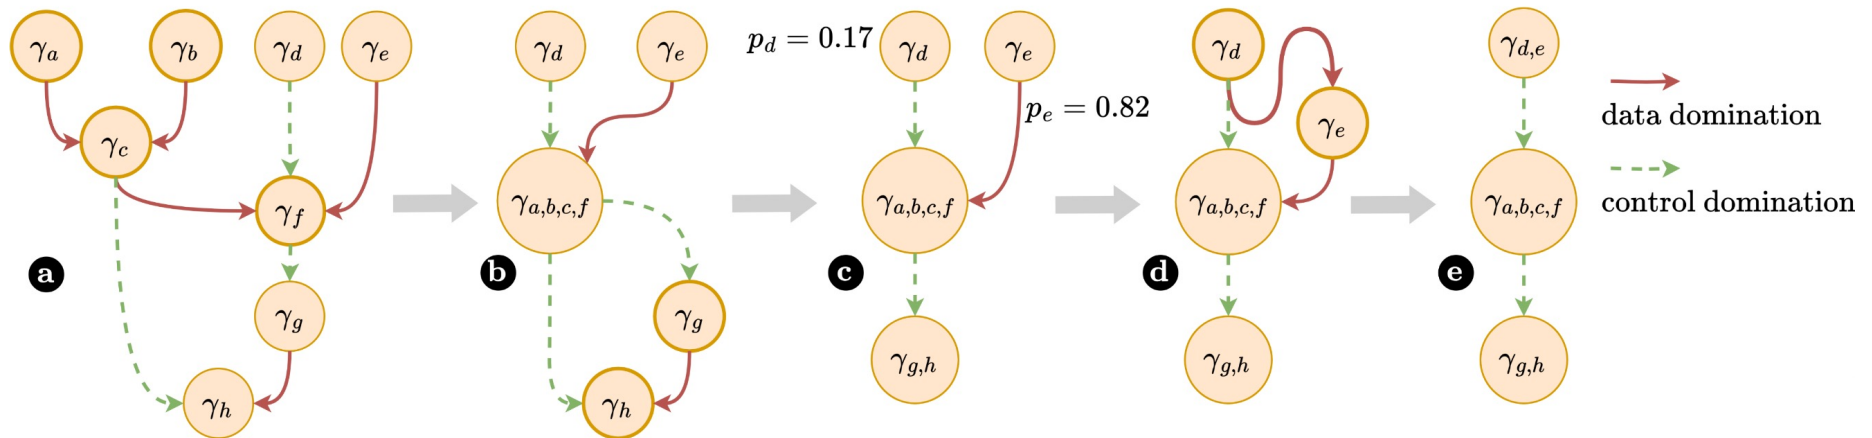 γa γb γd γe
γc
γf
γg
γh
a
γd γe
γa,b,c,f
γg
γh
b
pd = 0.17 γd γe
pe = 0.82
γa,b,c,f
γg,h
c
γd
γe
γa,b,c,f
γg,h
d
γd,e
γa,b,c,f
γg,h
e
data domination
control domination